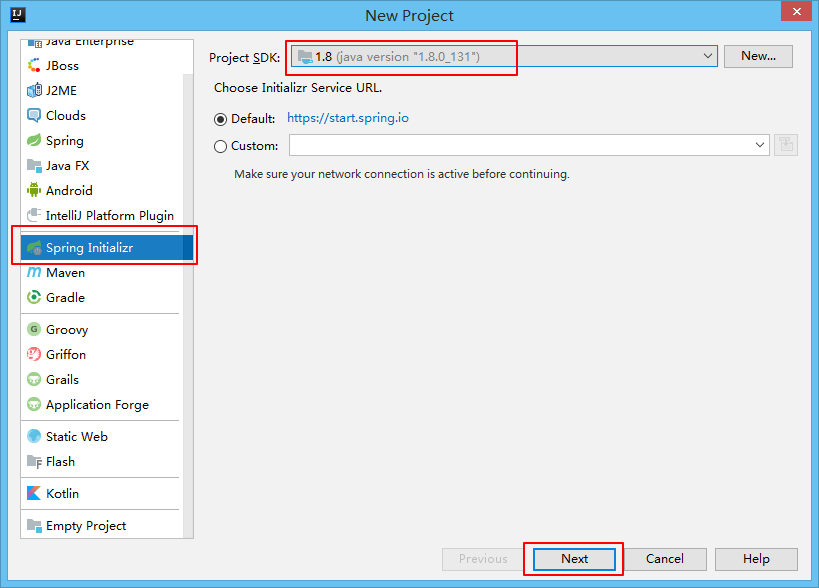 New Project
Java Enterprise
JBoss
J2ME
Clouds
Spring
Java FX
Android
IntelliJ Platform Plugin
Spring Initializr
Maven
Gradle
Groovy
Griffon
Grails
Application Forge
Static Web
Flash
Kotlin
Empty Project
Project SDK: 1.8 (java version "1.8.0_131") New...
Choose Initializr Service URL.
Default: https://start.spring.io
Custom:
Make sure your network connection is active before continuing.
Previous Next Cancel Help